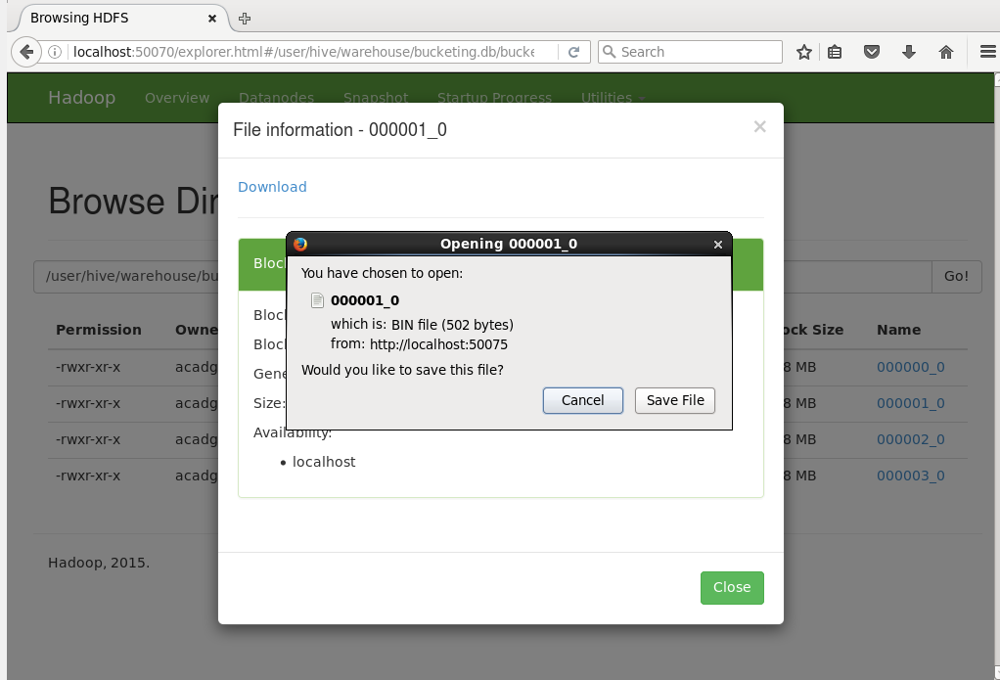 Browsing HDFS
localhost:50070/explorer.html#/user/hive/warehouse/bucketing.db/bucke
Search
Hadoop Overview Datanodes Snapshot Startup Progress Utilities
File information - 000001_0
Download
Browse Dir
Opening 000001_0
You have chosen to open:
000001_0
which is: BIN file (502 bytes)
from: http://localhost:50075
Would you like to save this file?
Cancel Save File
Bloc
/user/hive/warehouse/bu
Go!
Bloc
Bloc
Gene
Size:
Availability:
localhost
Permission Owne ock Size Name
-rwxr-xr-x acadg 8 MB 000000_0
-rwxr-xr-x acadg 8 MB 000001_0
-rwxr-xr-x acadg 8 MB 000002_0
-rwxr-xr-x acadg 8 MB 000003_0
Hadoop, 2015.
Close